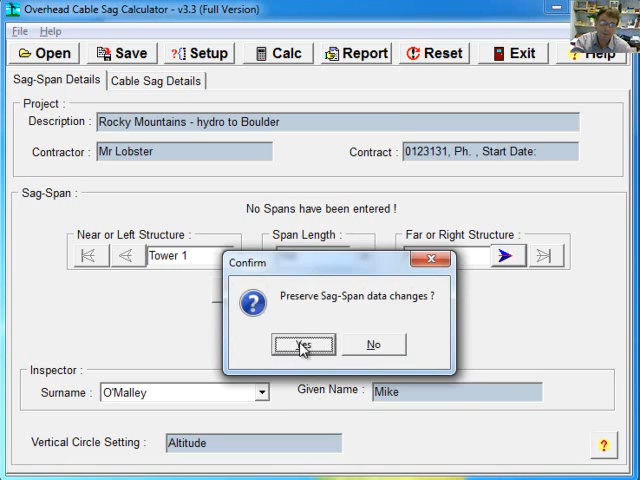 Overhead Cable Sag Calculator - v3.3 (Full Version)
File Help
Open Save Setup Calc Report Reset Exit Help
Sag-Span Details Cable Sag Details
Project :
Description : Rocky Mountains - hydro to Boulder
Contractor : Mr Lobster Contract : 0123131, Ph. , Start Date:
Sag-Span :
No Spans have been entered !
Near or Left Structure : Span Length : Far or Right Structure :
Tower 1
Confirm
Preserve Sag-Span data changes ?
Yes No
Inspector :
Surname : O'Malley Given Name : Mike
Vertical Circle Setting : Altitude